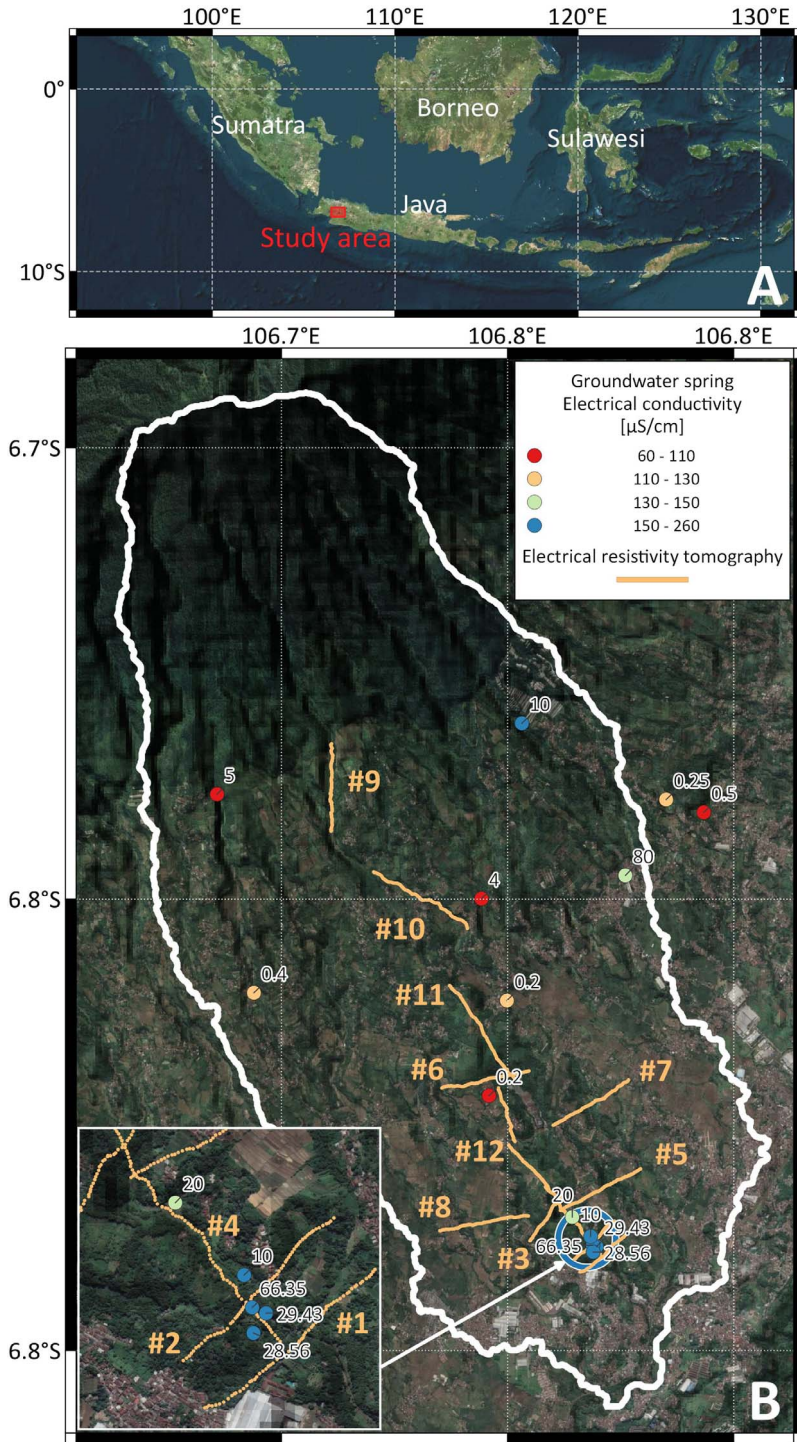 100°E
110°E
120°E
130°E
0°
10°S
Sumatra
Borneo
Sulawesi
Java
Study area
A
106.7°E
106.8°E
106.8°E
6.7°S
6.8°S
6.8°S
Groundwater spring
Electrical conductivity
[µS/cm]
60 - 110
110 - 130
130 - 150
150 - 260
Electrical resistivity tomography
10
5
#9
0.25
0.5
80
4
#10
0.4
0.2
#11
#6
0.2
#7
#12
#5
#8
20
10
29.43
66.35
28.56
#3
20
#4
10
66.35
29.43
#1
#2
28.56
B